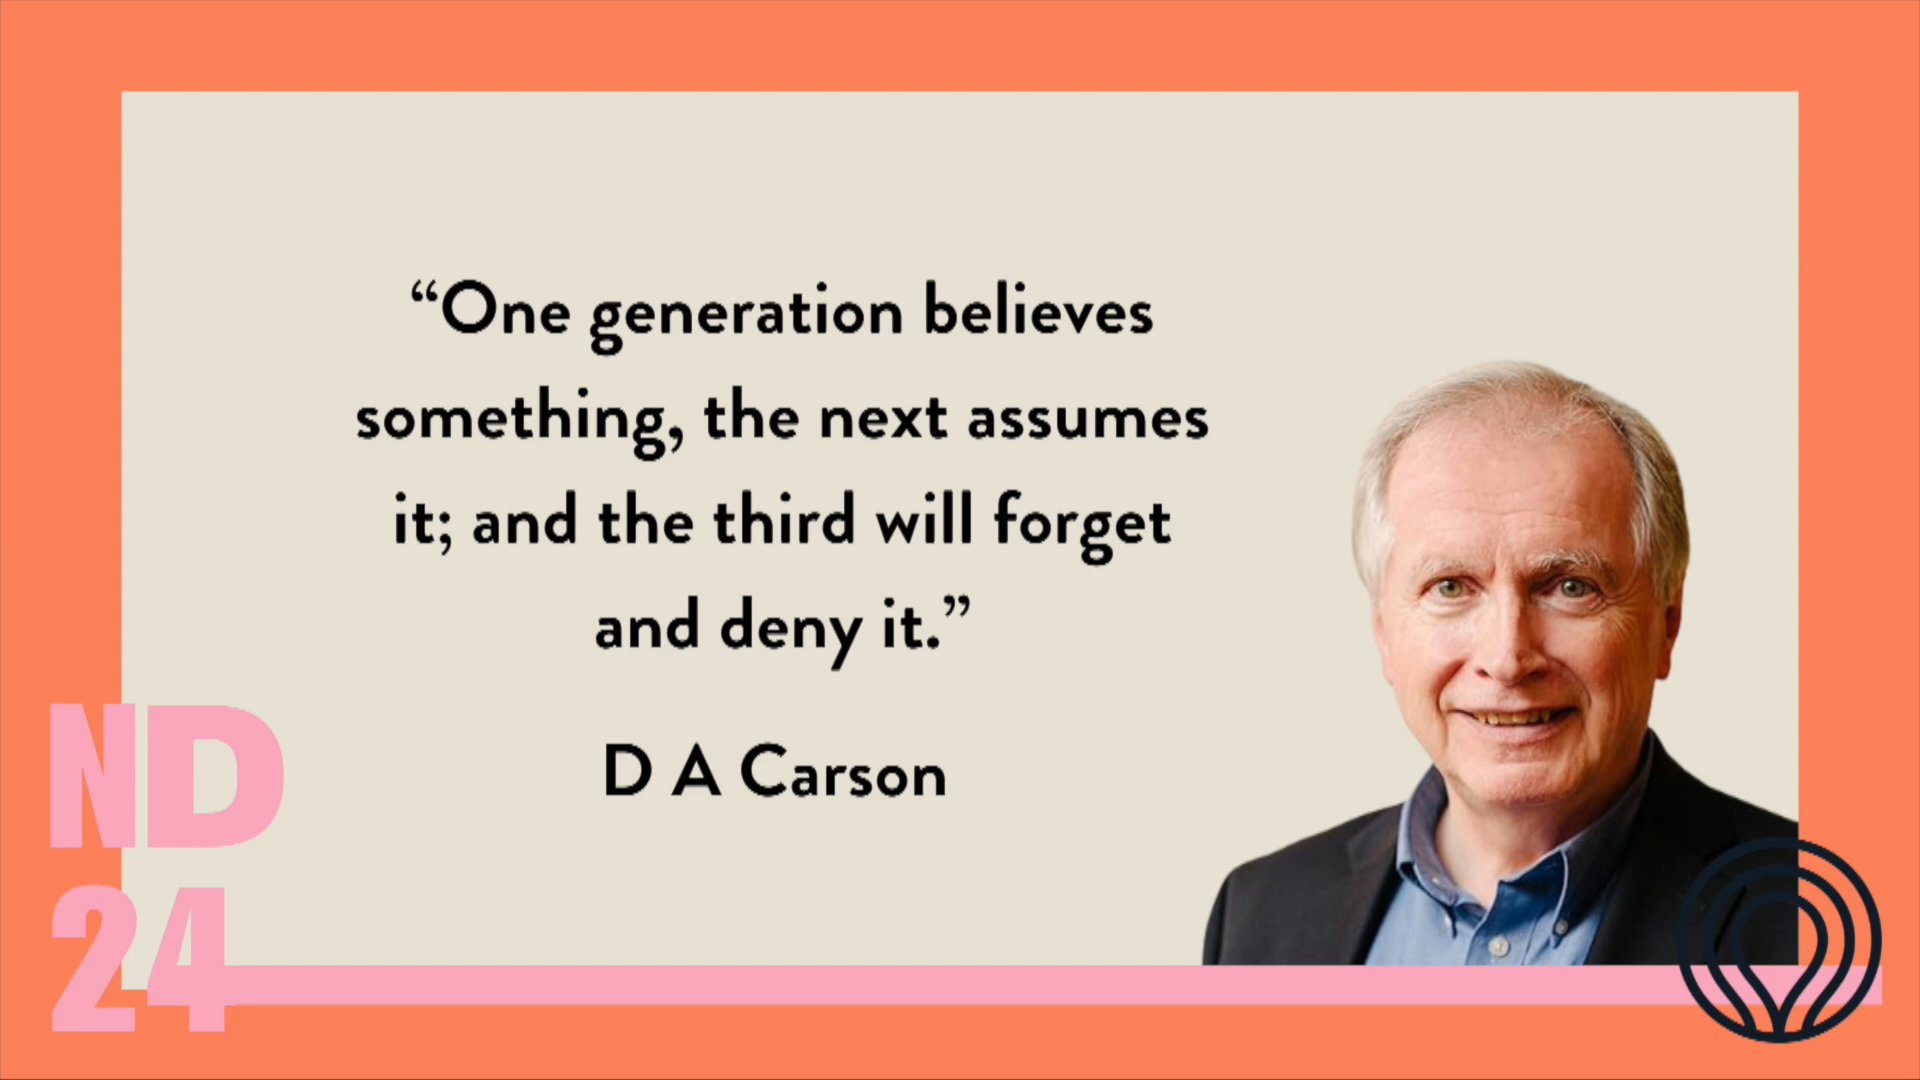 “One generation believes
something, the next assumes
it; and the third will forget
and deny it.”
D A Carson
ND
24